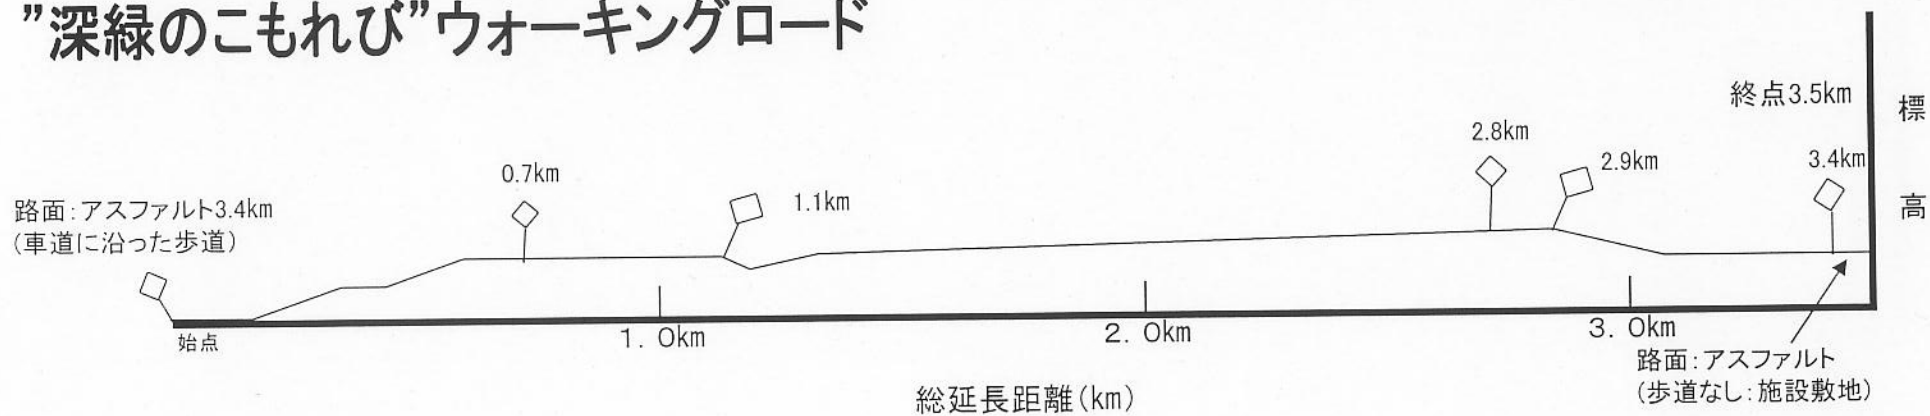 ”深緑のこもれび”ウォーキングロード
終点3.5km
標
高
2.8km
2.9km
3.4km
0.7km
1.1km
路面:アスファルト3.4km
(車道に沿った歩道)
始点
1.0km
2.0km
3.0km
路面:アスファルト
(歩道なし:施設敷地)
総延長距離(km)